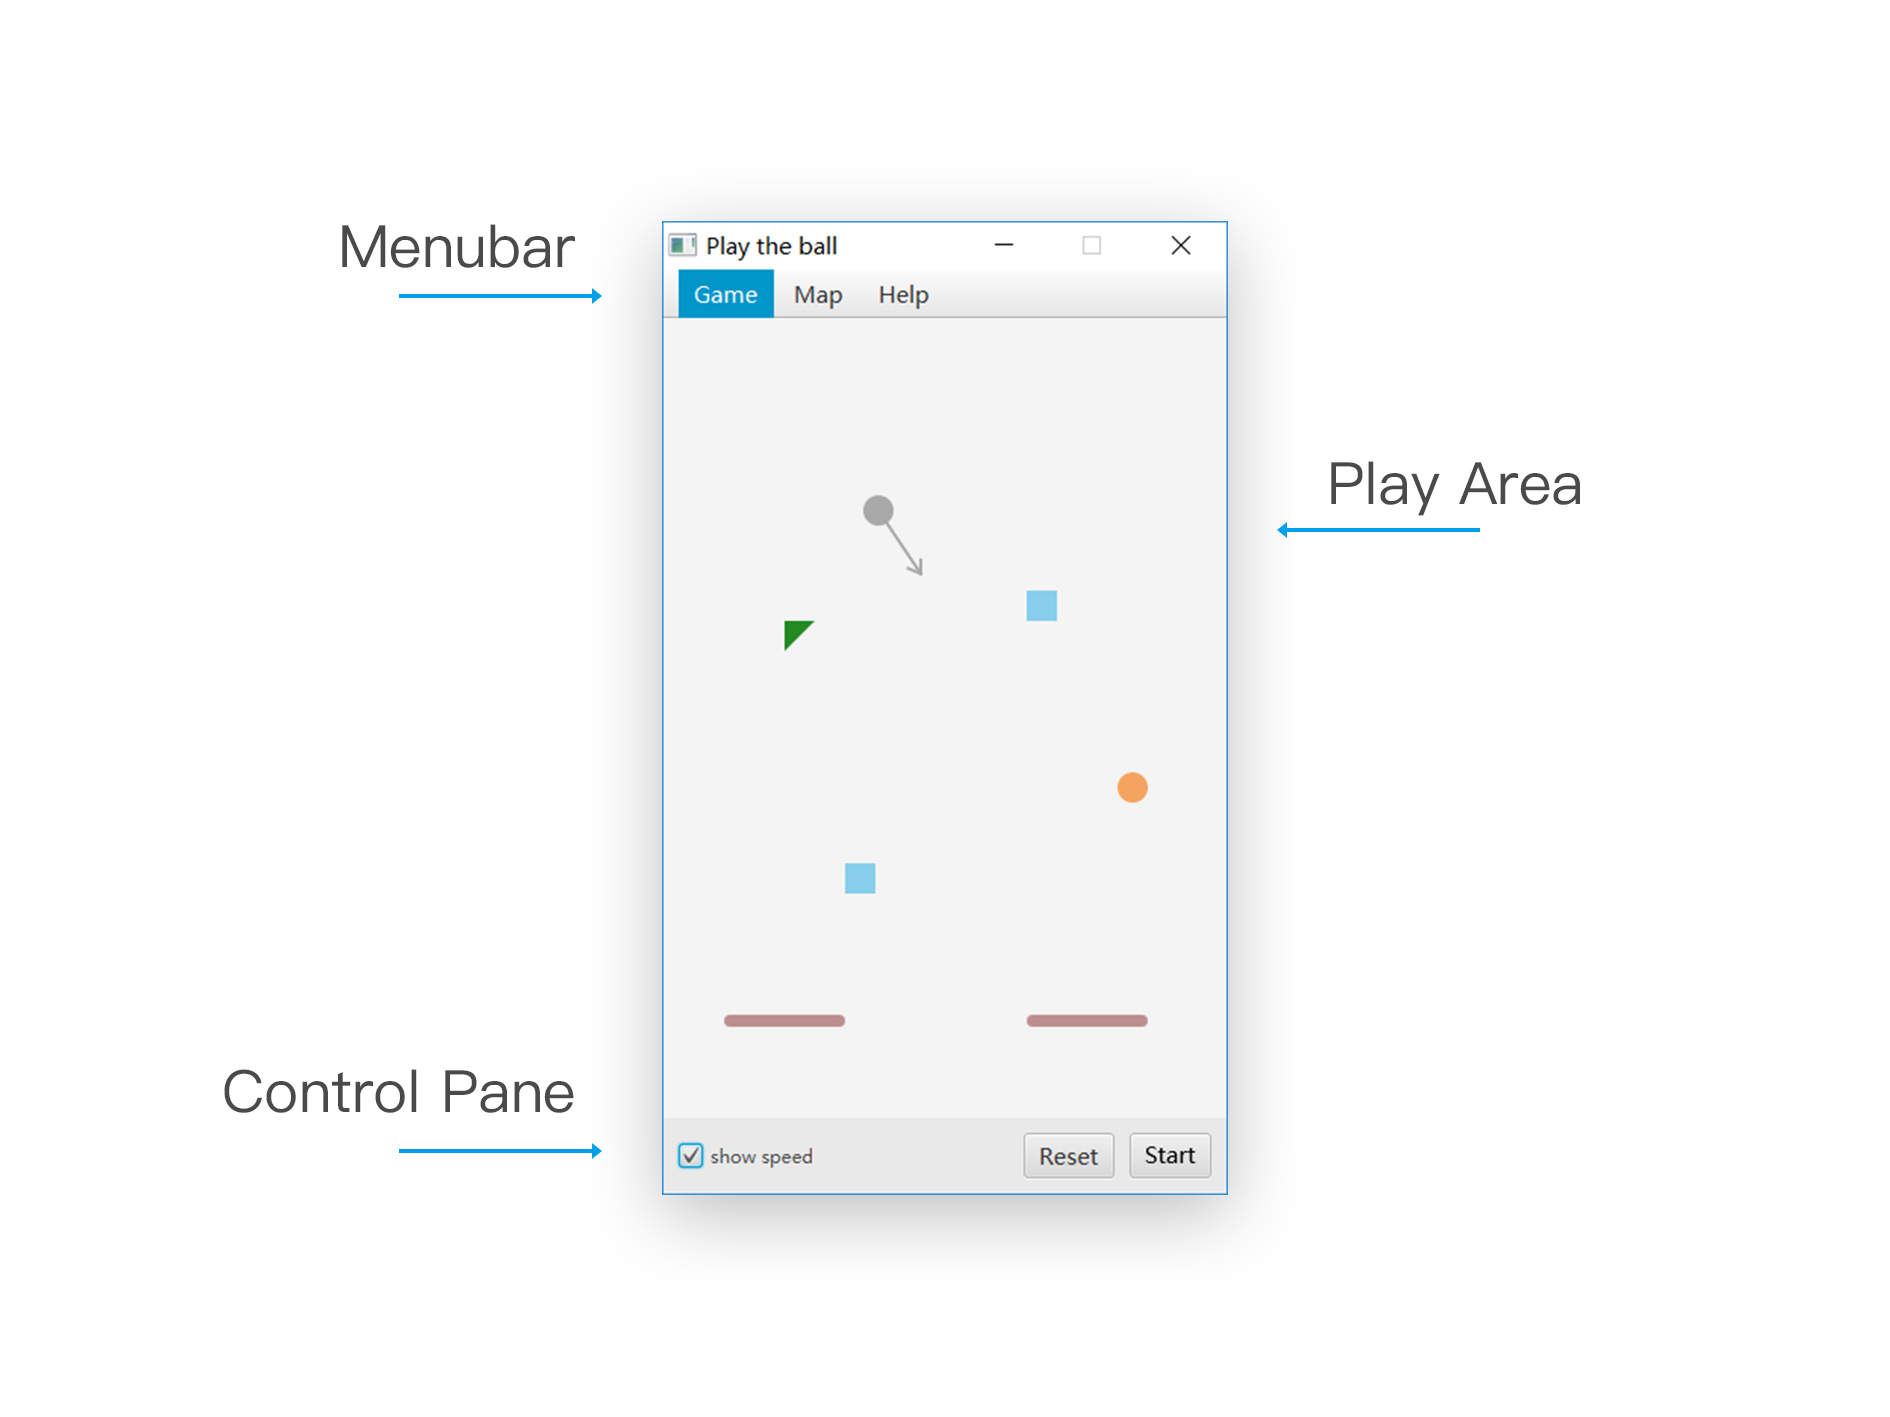 Menubar
Play the ball
Game Map Help
Play Area
Control Pane
show speed Reset Start